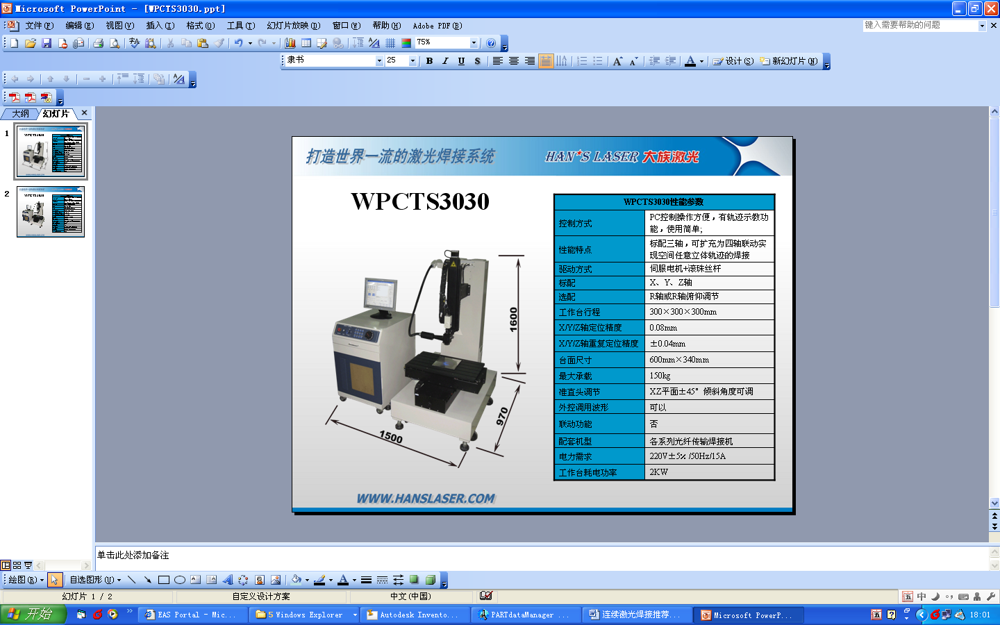 Microsoft PowerPoint - [WPCTS3030.ppt]
文件(F) 编辑(E) 视图(V) 插入(I) 格式(O) 工具(T) 幻灯片放映(D) 窗口(W) 帮助(H) Adobe PDF(B)
键入需要帮助的问题
75%
隶书 25 B I U S 设计(S) 新幻灯片(N)
大纲 幻灯片
1
2
打造世界一流的激光焊接系统
HAN'S LASER 大族激光
WPCTS3030
WPCTS3030性能参数
控制方式 PC控制操作方便，有轨迹示教功
能，使用简单;
性能特点 标配三轴，可扩充为四轴联动实
现空间任意立体轨迹的焊接
驱动方式 伺服电机+滚珠丝杆
标配 X、Y、Z轴
选配 R轴或R轴俯仰调节
工作台行程 300×300×300mm
X/Y/Z轴定位精度 0.08mm
X/Y/Z轴重复定位精度 ±0.04mm
台面尺寸 600mm×340mm
最大承载 150kg
准直头调节 XZ平面±45° 倾斜角度可调
外控调用波形 可以
联动功能 否
配套机型 各系列光纤传输焊接机
电力需求 220V±5% /50Hz/15A
工作台耗电功率 2KW
1600
970
1500
WWW.HANSLASER.COM
单击此处添加备注
绘图(R) 自选图形(U)
幻灯片 1 / 2 自定义设计方案 中文(中国)
五 中
开始 EAS Portal - Mic... 5 Windows Explorer Autodesk Invento... PARTdataManager ... 连续激光焊接推荐... Microsoft PowerP... 五 18:01